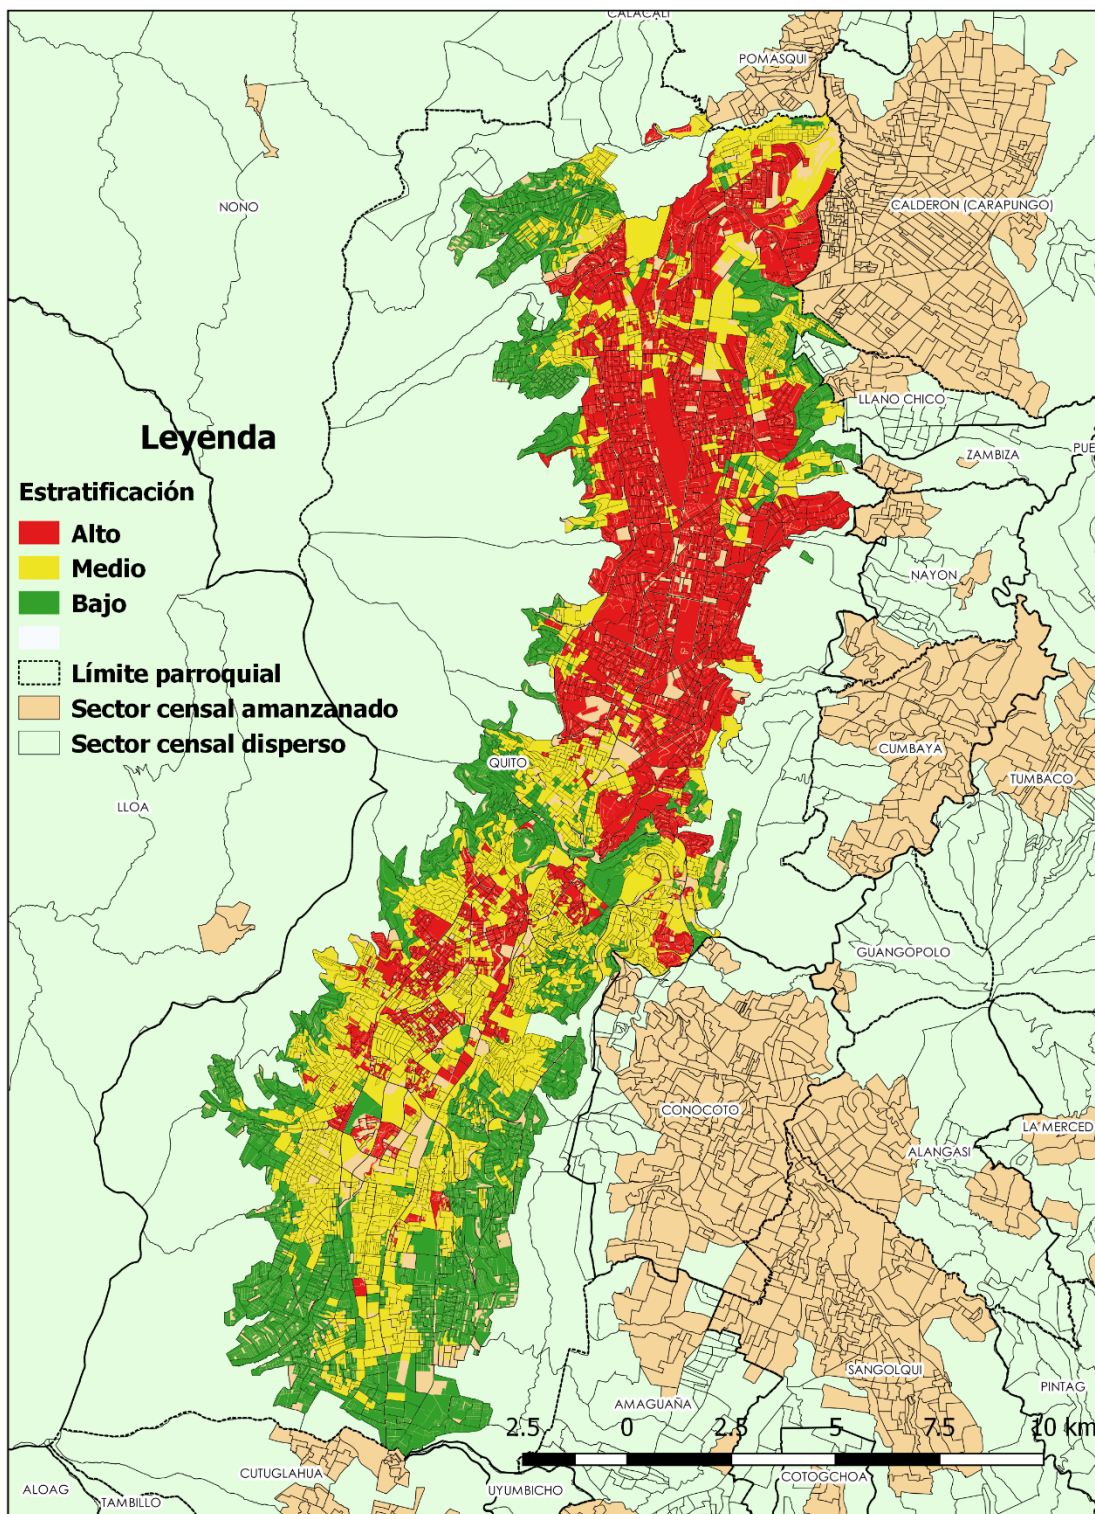 CALACALI
POMASQUI
NONO
CALDERON (CARAPUNGO)
LLANO CHICO
Leyenda
ZAMBIZA
PUE
Estratificación
Alto
Medio
Bajo
NAYON
Límite parroquial
Sector censal amanzanado
Sector censal disperso
QUITO
CUMBAYA
TUMBACO
LLOA
GUANGOPOLO
CONOCOTO
LA MERCED
ALANGASI
SANGOLQUI
PINTAG
AMAGUAÑA
2.5 0 2.5 5 7.5 10 km
CUTUGLAHUA
COTOGCHOA
ALOAG
UYUMBICHO
TAMBILLO